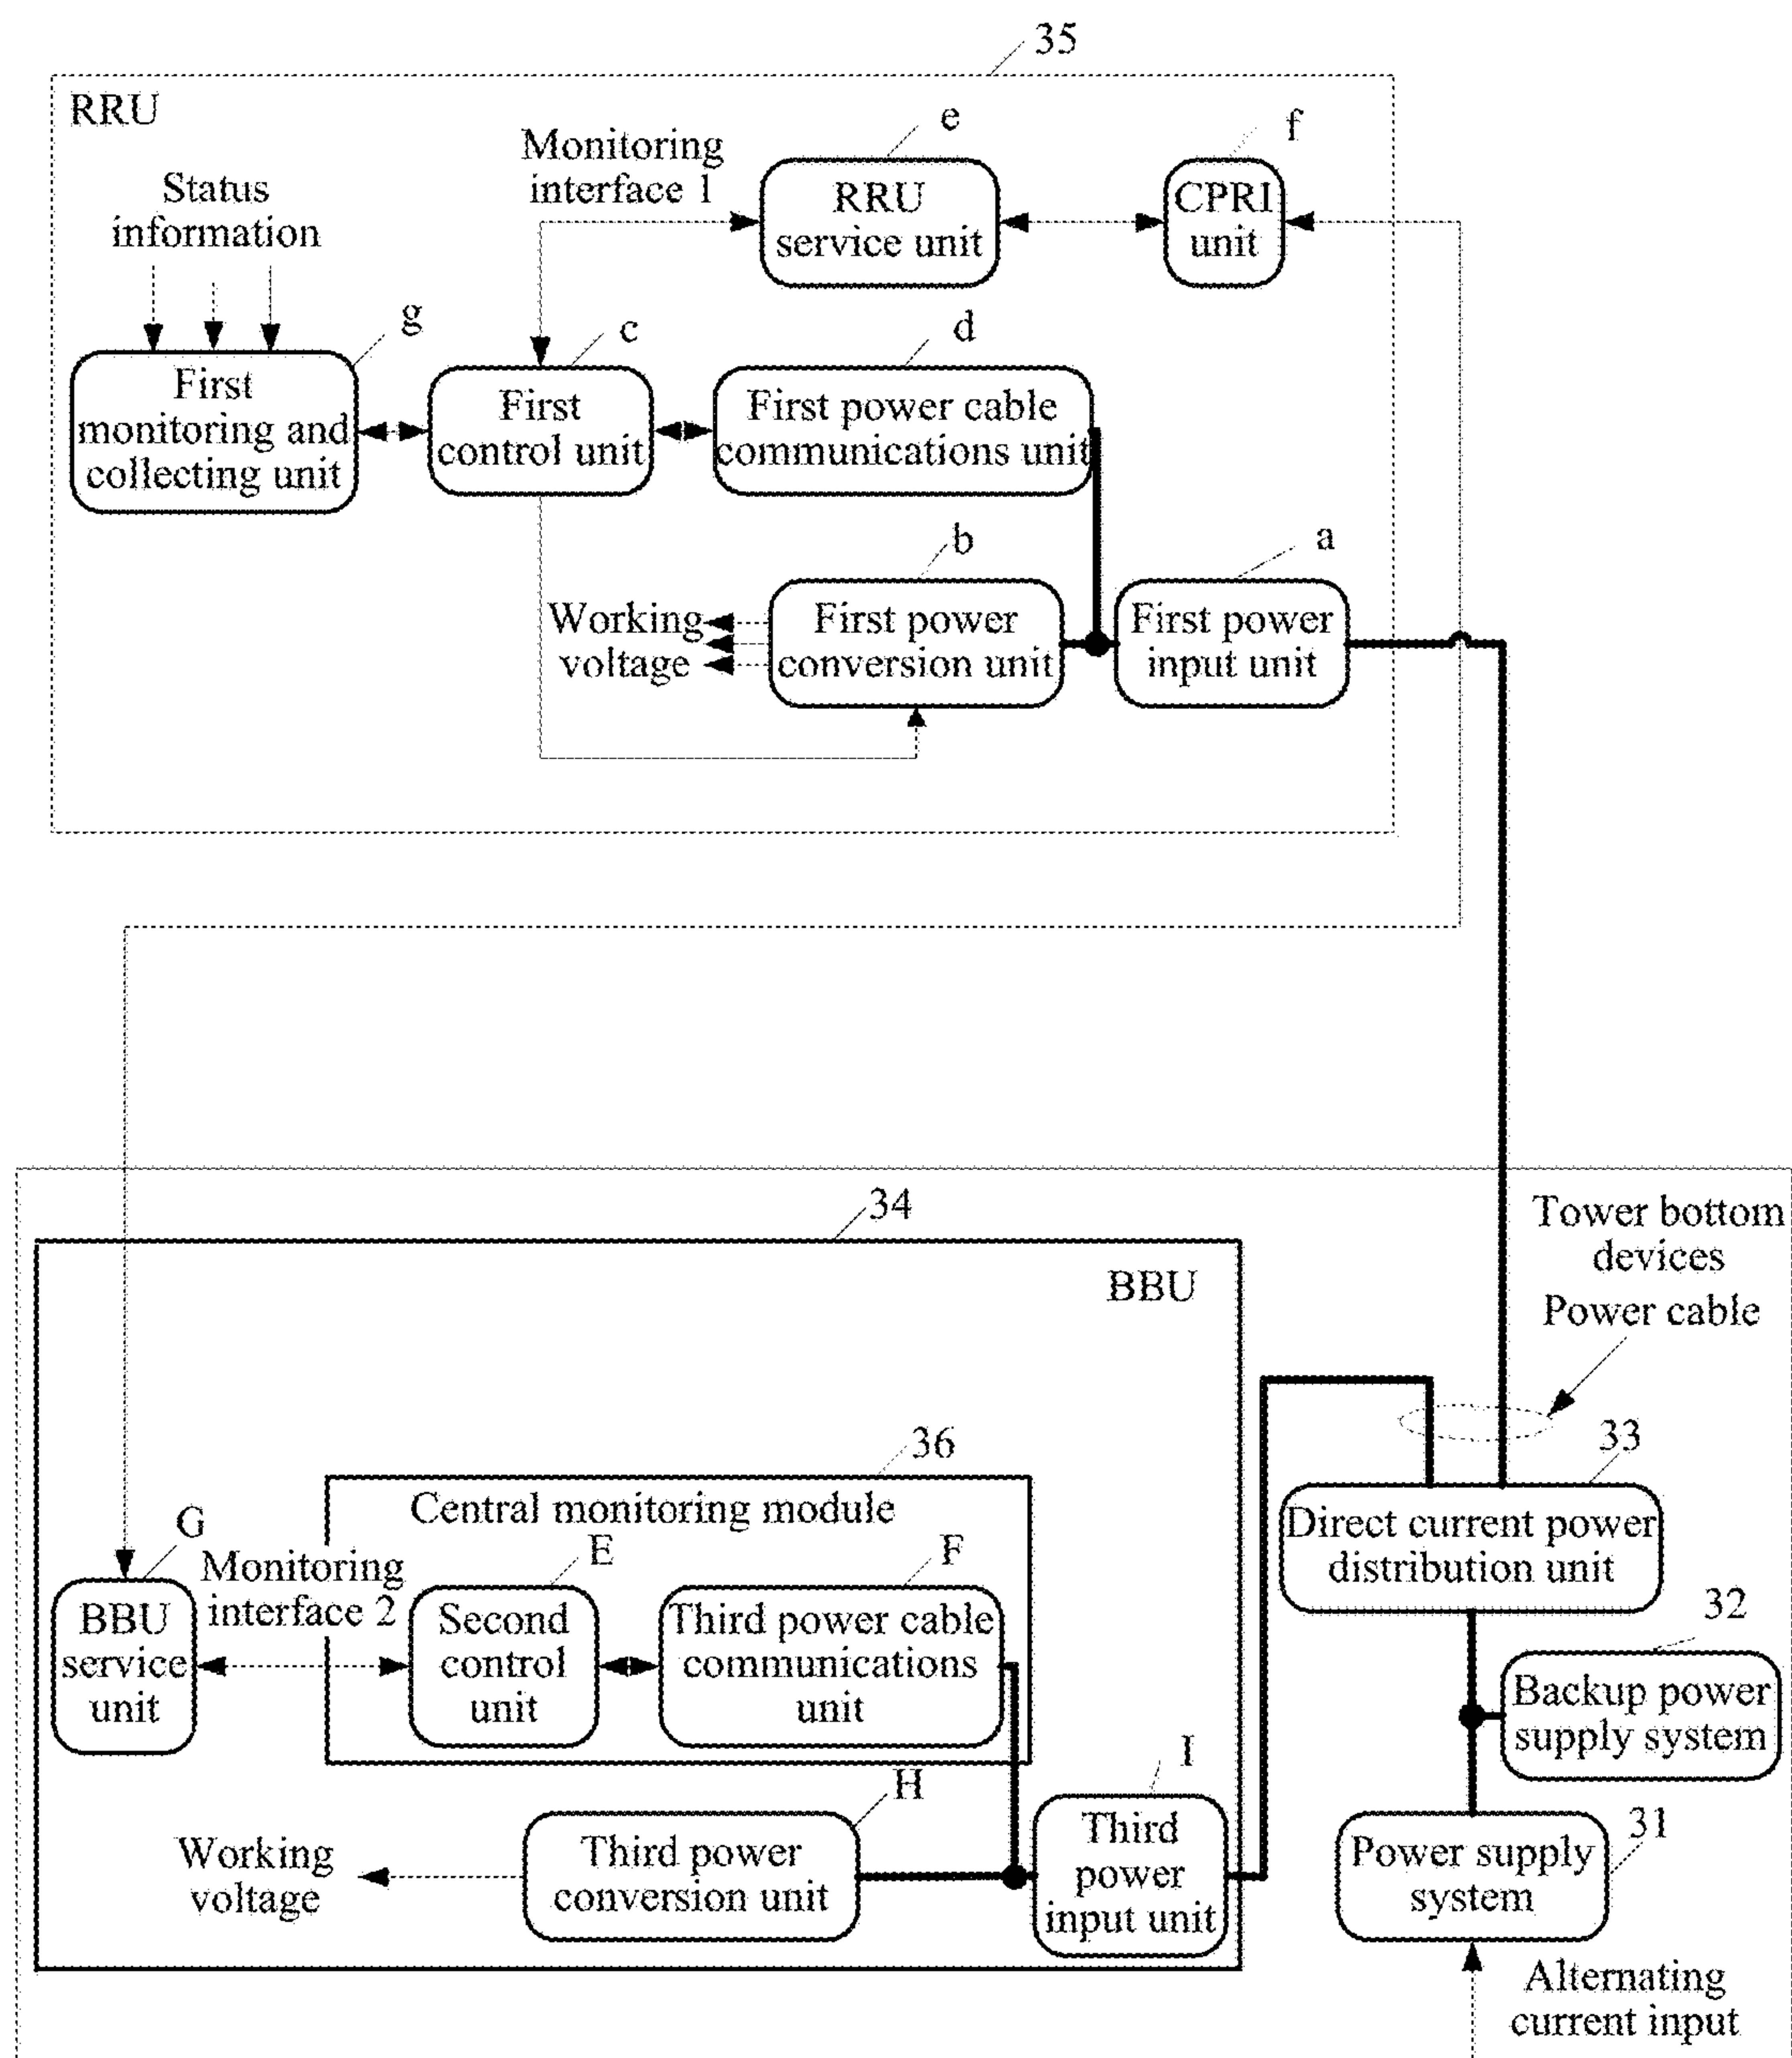 35
RRU
e
f
Monitoring
interface 1
Status
information
RRU
service unit
CPRI
unit
g
c
d
First
monitoring and
collecting unit
First
control unit
First power cable
communications unit
b
a
Working
voltage
First power
conversion unit
First power
input unit
34
BBU
Tower bottom
devices
Power cable
36
33
Central monitoring module
Direct current power
distribution unit
G
Monitoring
interface 2
E
F
BBU
service
unit
Second
control
unit
Third power cable
communications
unit
32
Backup power
supply system
H
I
31
Working
voltage
Third power
conversion unit
Third
power
input unit
Power supply
system
Alternating
current input